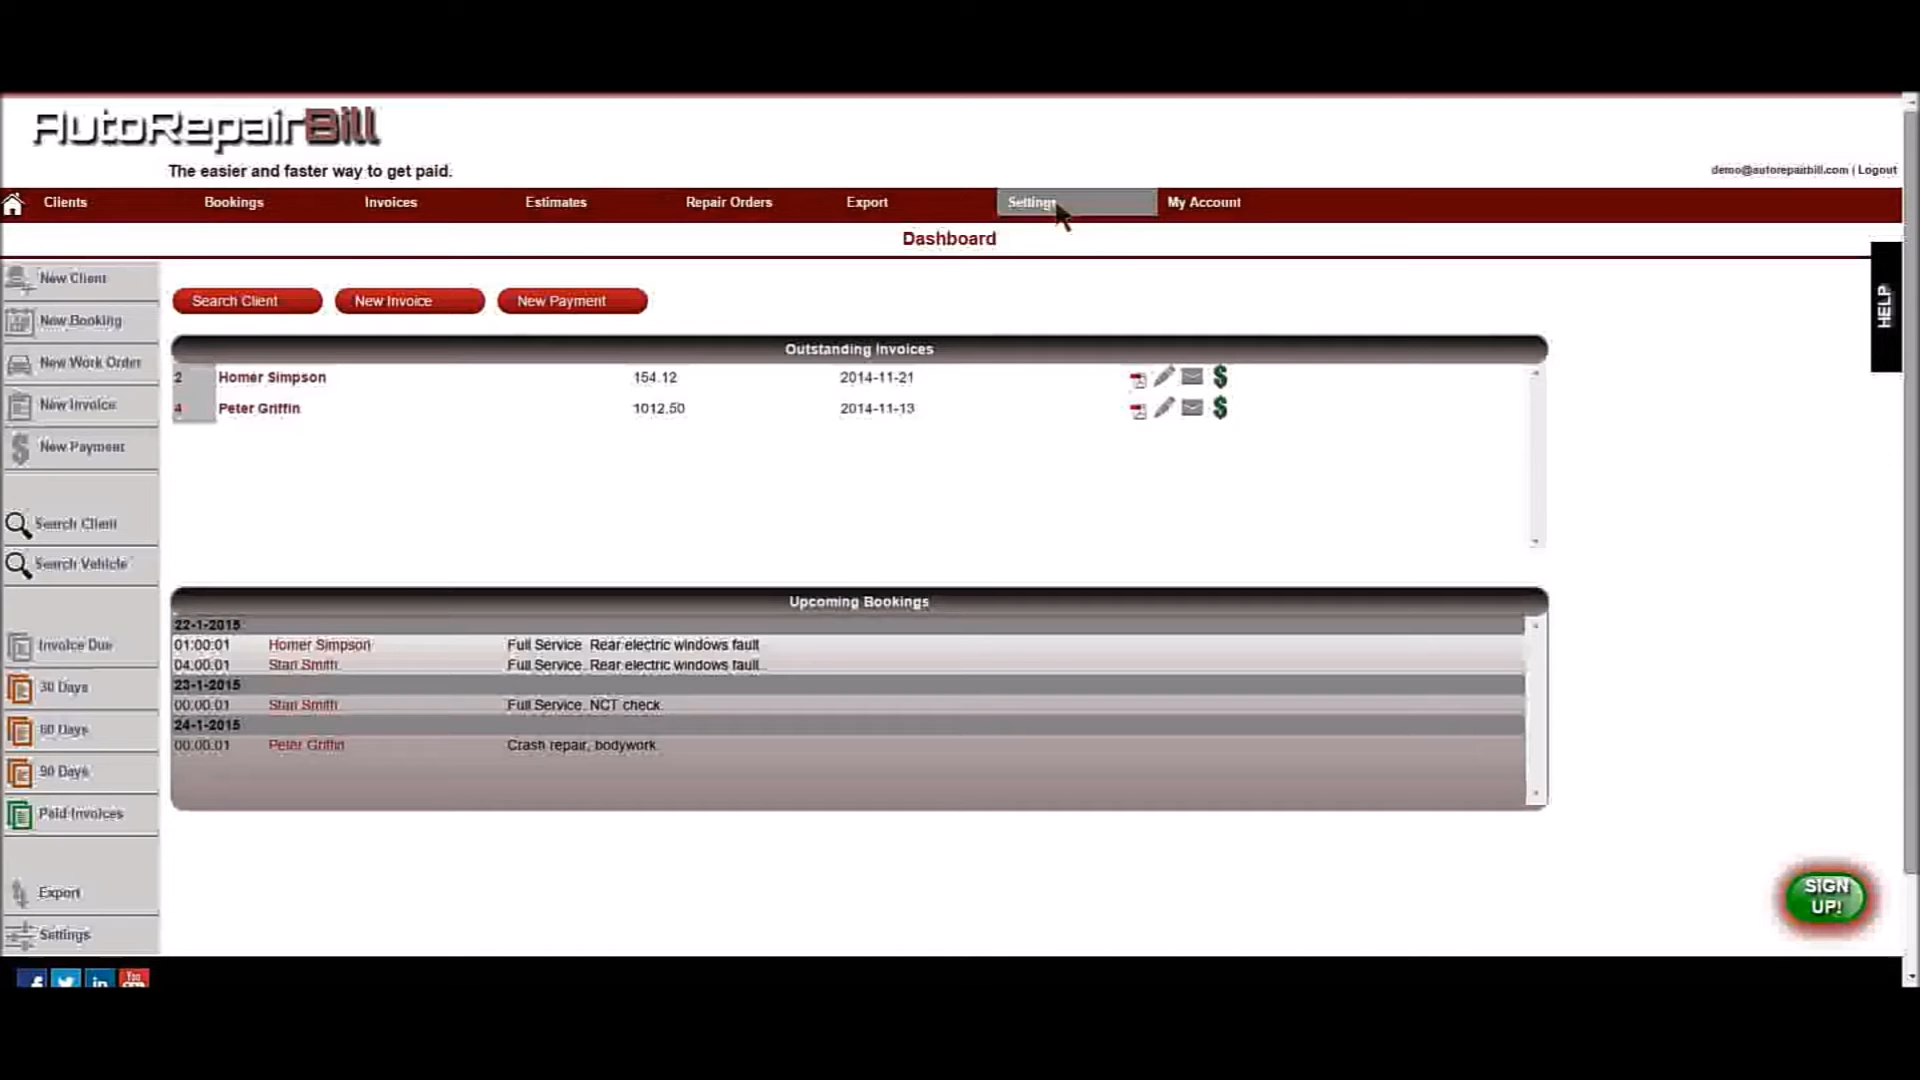 AutoRepairBill
The easier and faster way to get paid.
demo@autorepairbill.com | Logout
Clients Bookings Invoices Estimates Repair Orders Export Settings My Account
Dashboard
HELP
New Client
New Booking
New Work Order
New Invoice
New Payment
Search Client
Search Vehicle
Invoice Due
30 Days
60 Days
90 Days
Paid Invoices
Export
Settings
Search Client New Invoice New Payment
Outstanding Invoices
2 Homer Simpson 154.12 2014-11-21 $
4 Peter Griffin 1012.50 2014-11-13 $
Upcoming Bookings
22-1-2015
01:00:01 Homer Simpson Full Service. Rear electric windows fault
04:00:01 Stan Smith Full Service. Rear electric windows fault
23-1-2015
00:00:01 Stan Smith Full Service. NCT check
24-1-2015
00:00:01 Peter Griffin Crash repair, bodywork
SIGN
UP!
f in You